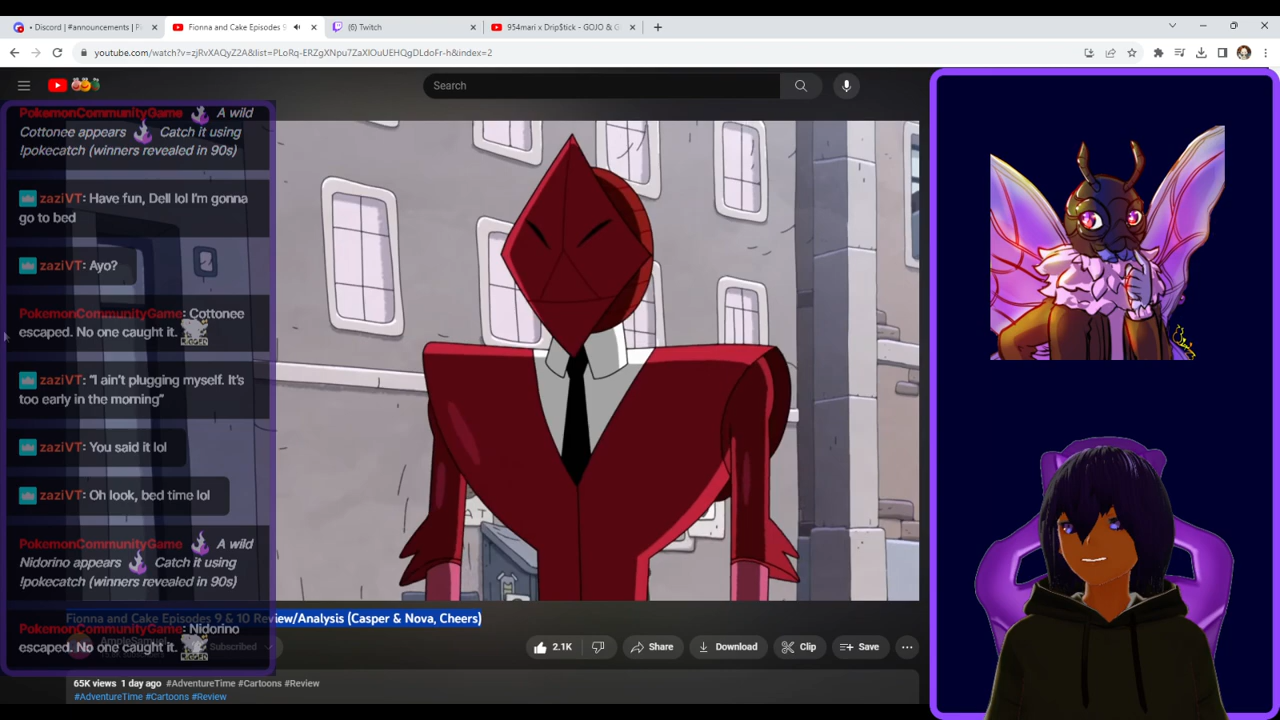 • Discord | #announcements | P
Fionna and Cake Episodes 9
(6) Twitch
954mari x Drip$tick - GOJO & G
youtube.com/watch?v=zjRvXAQyZ2A&list=PLoRq-ERZgXNpu7ZaXlOuUEHQgDLdoFr-h&index=2
Search
PokemonCommunityGame A wild
Cottonee appears Catch it using
!pokecatch (winners revealed in 90s)
zaziVT: Have fun, Dell lol I'm gonna
go to bed
zaziVT: Ayo?
PokemonCommunityGame: Cottonee
escaped. No one caught it.
zaziVT: “I ain’t plugging myself. It’s
too early in the morning”
zaziVT: You said it lol
zaziVT: Oh look, bed time lol
PokemonCommunityGame A wild
Nidorino appears Catch it using
!pokecatch (winners revealed in 90s)
PokemonCommunityGame: Nidorino
escaped. No one caught it.
Fionna and Cake Episodes 9 & 10 Review/Analysis (Casper & Nova, Cheers)
Subscribed
2.1K
Share
Download
Clip
Save
65K views 1 day ago #AdventureTime #Cartoons #Review
#AdventureTime #Cartoons #Review